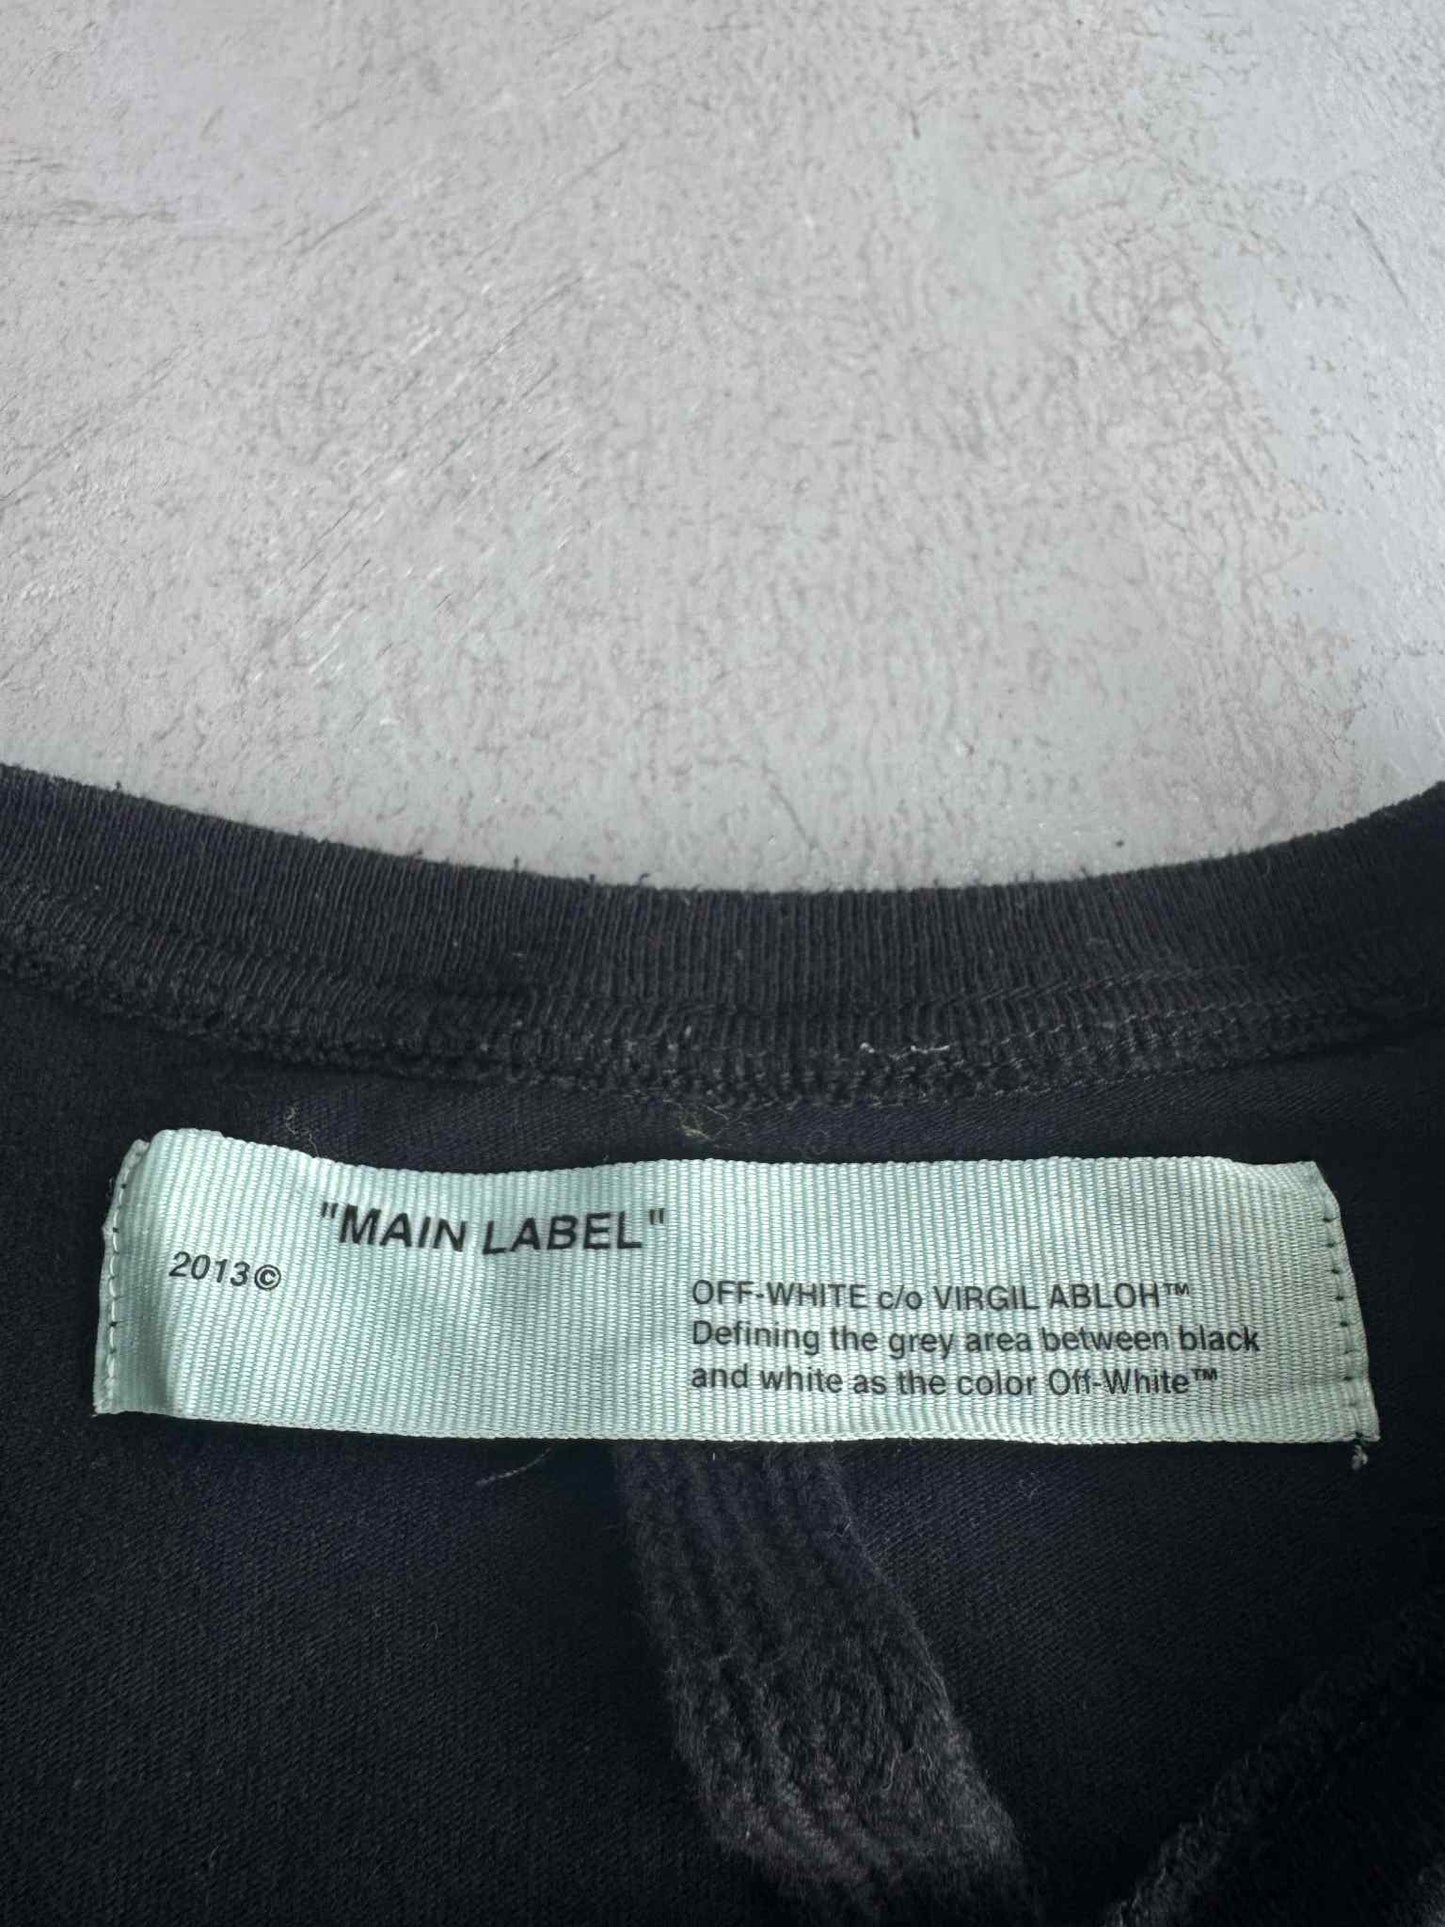 "MAIN LABEL"
2013©
OFF-WHITE c/o VIRGIL ABLOH™
Defining the grey area between black
and white as the color Off-White™